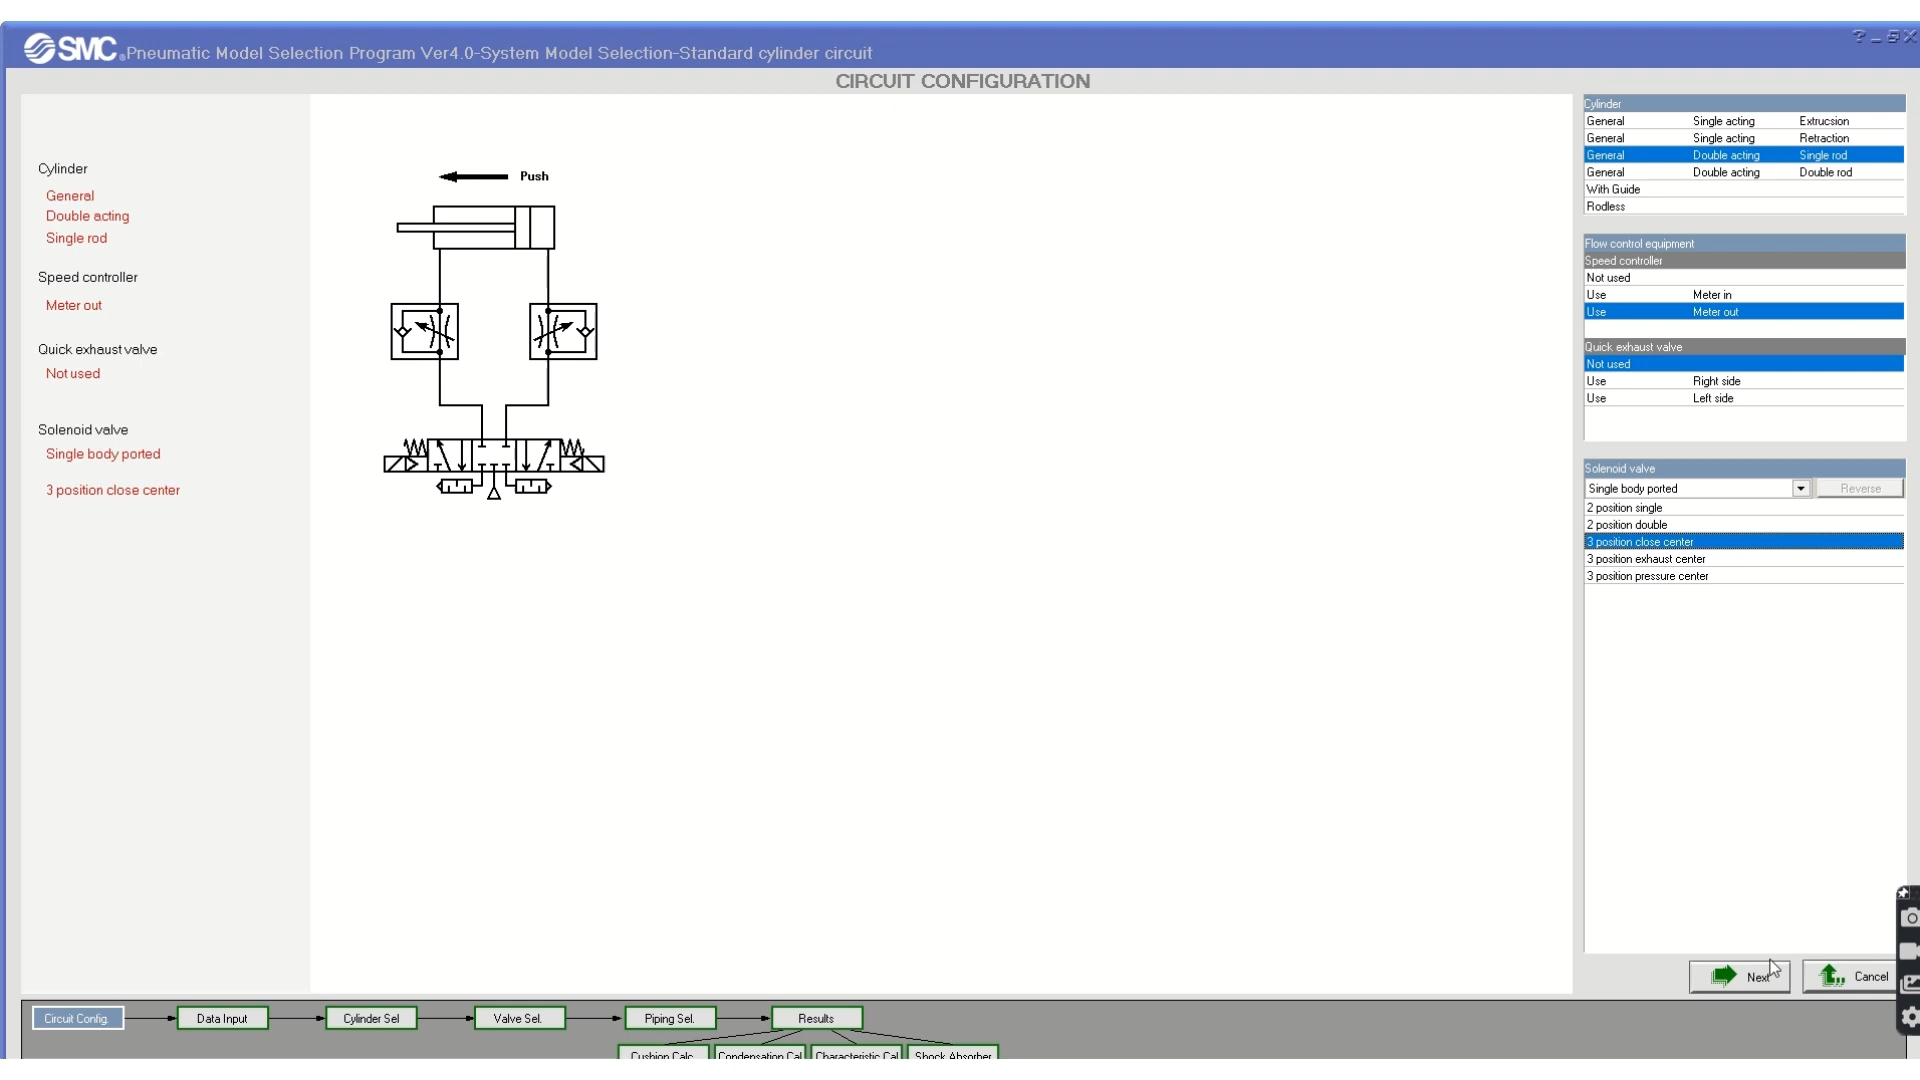 SMC Pneumatic Model Selection Program Ver4.0-System Model Selection-Standard cylinder circuit
CIRCUIT CONFIGURATION
Cylinder
General
Double acting
Single rod
Speed controller
Meter out
Quick exhaust valve
Not used
Solenoid valve
Single body ported
3 position close center
Push
Cylinder
General Single acting Extrucsion
General Single acting Retraction
General Double acting Single rod
General Double acting Double rod
With Guide
Rodless
Flow control equipment
Speed controller
Not used
Use Meter in
Use Meter out
Quick exhaust valve
Not used
Use Right side
Use Left side
Solenoid valve
Single body ported Reverse
2 position single
2 position double
3 position close center
3 position exhaust center
3 position pressure center
Next Cancel
Circuit Config. Data Input Cylinder Sel Valve Sel. Piping Sel. Results
Cushion Calc. Condensation Cal Characteristic Cal Shock Absorber